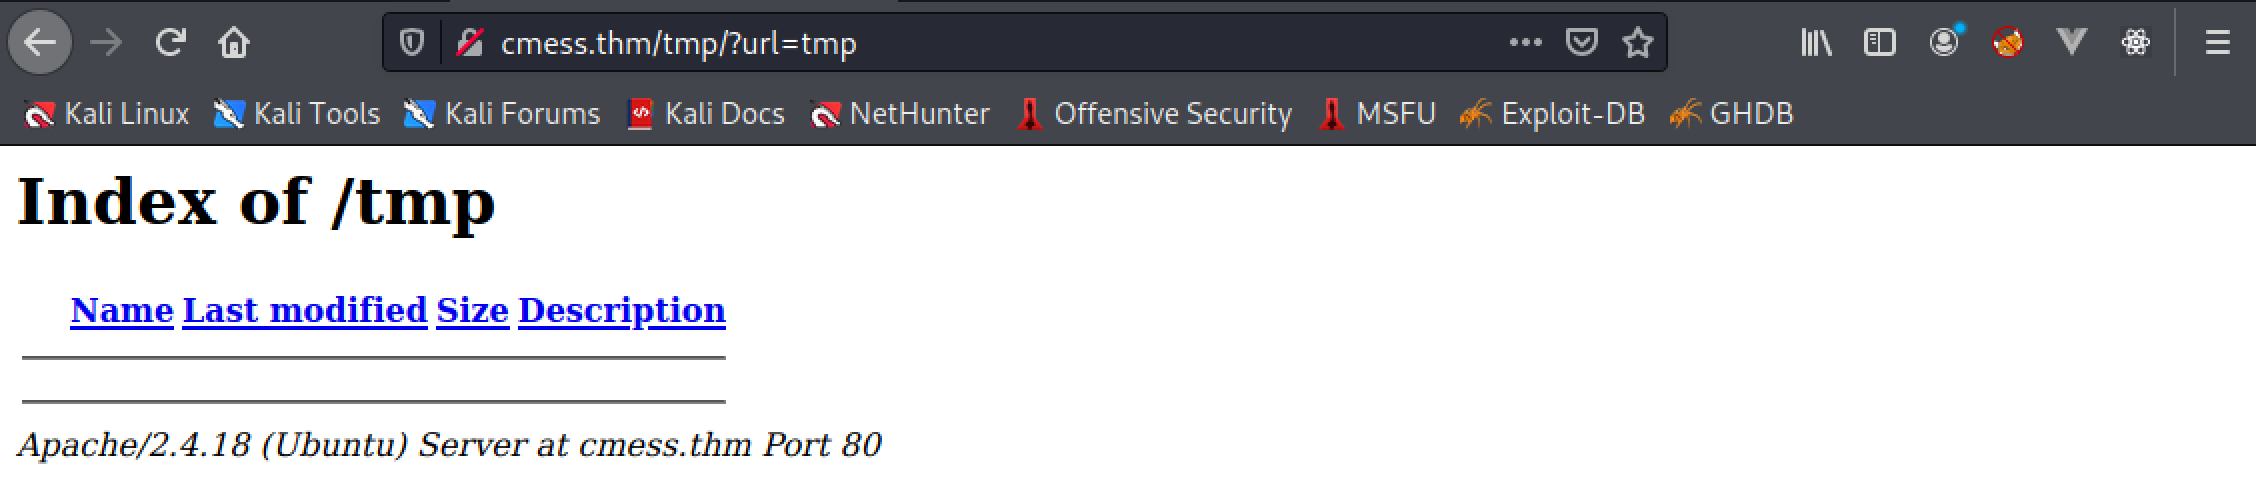 cmess.thm/tmp/?url=tmp
Kali Linux Kali Tools Kali Forums Kali Docs NetHunter Offensive Security MSFU Exploit-DB GHDB
Index of /tmp
Name Last modified Size Description
Apache/2.4.18 (Ubuntu) Server at cmess.thm Port 80